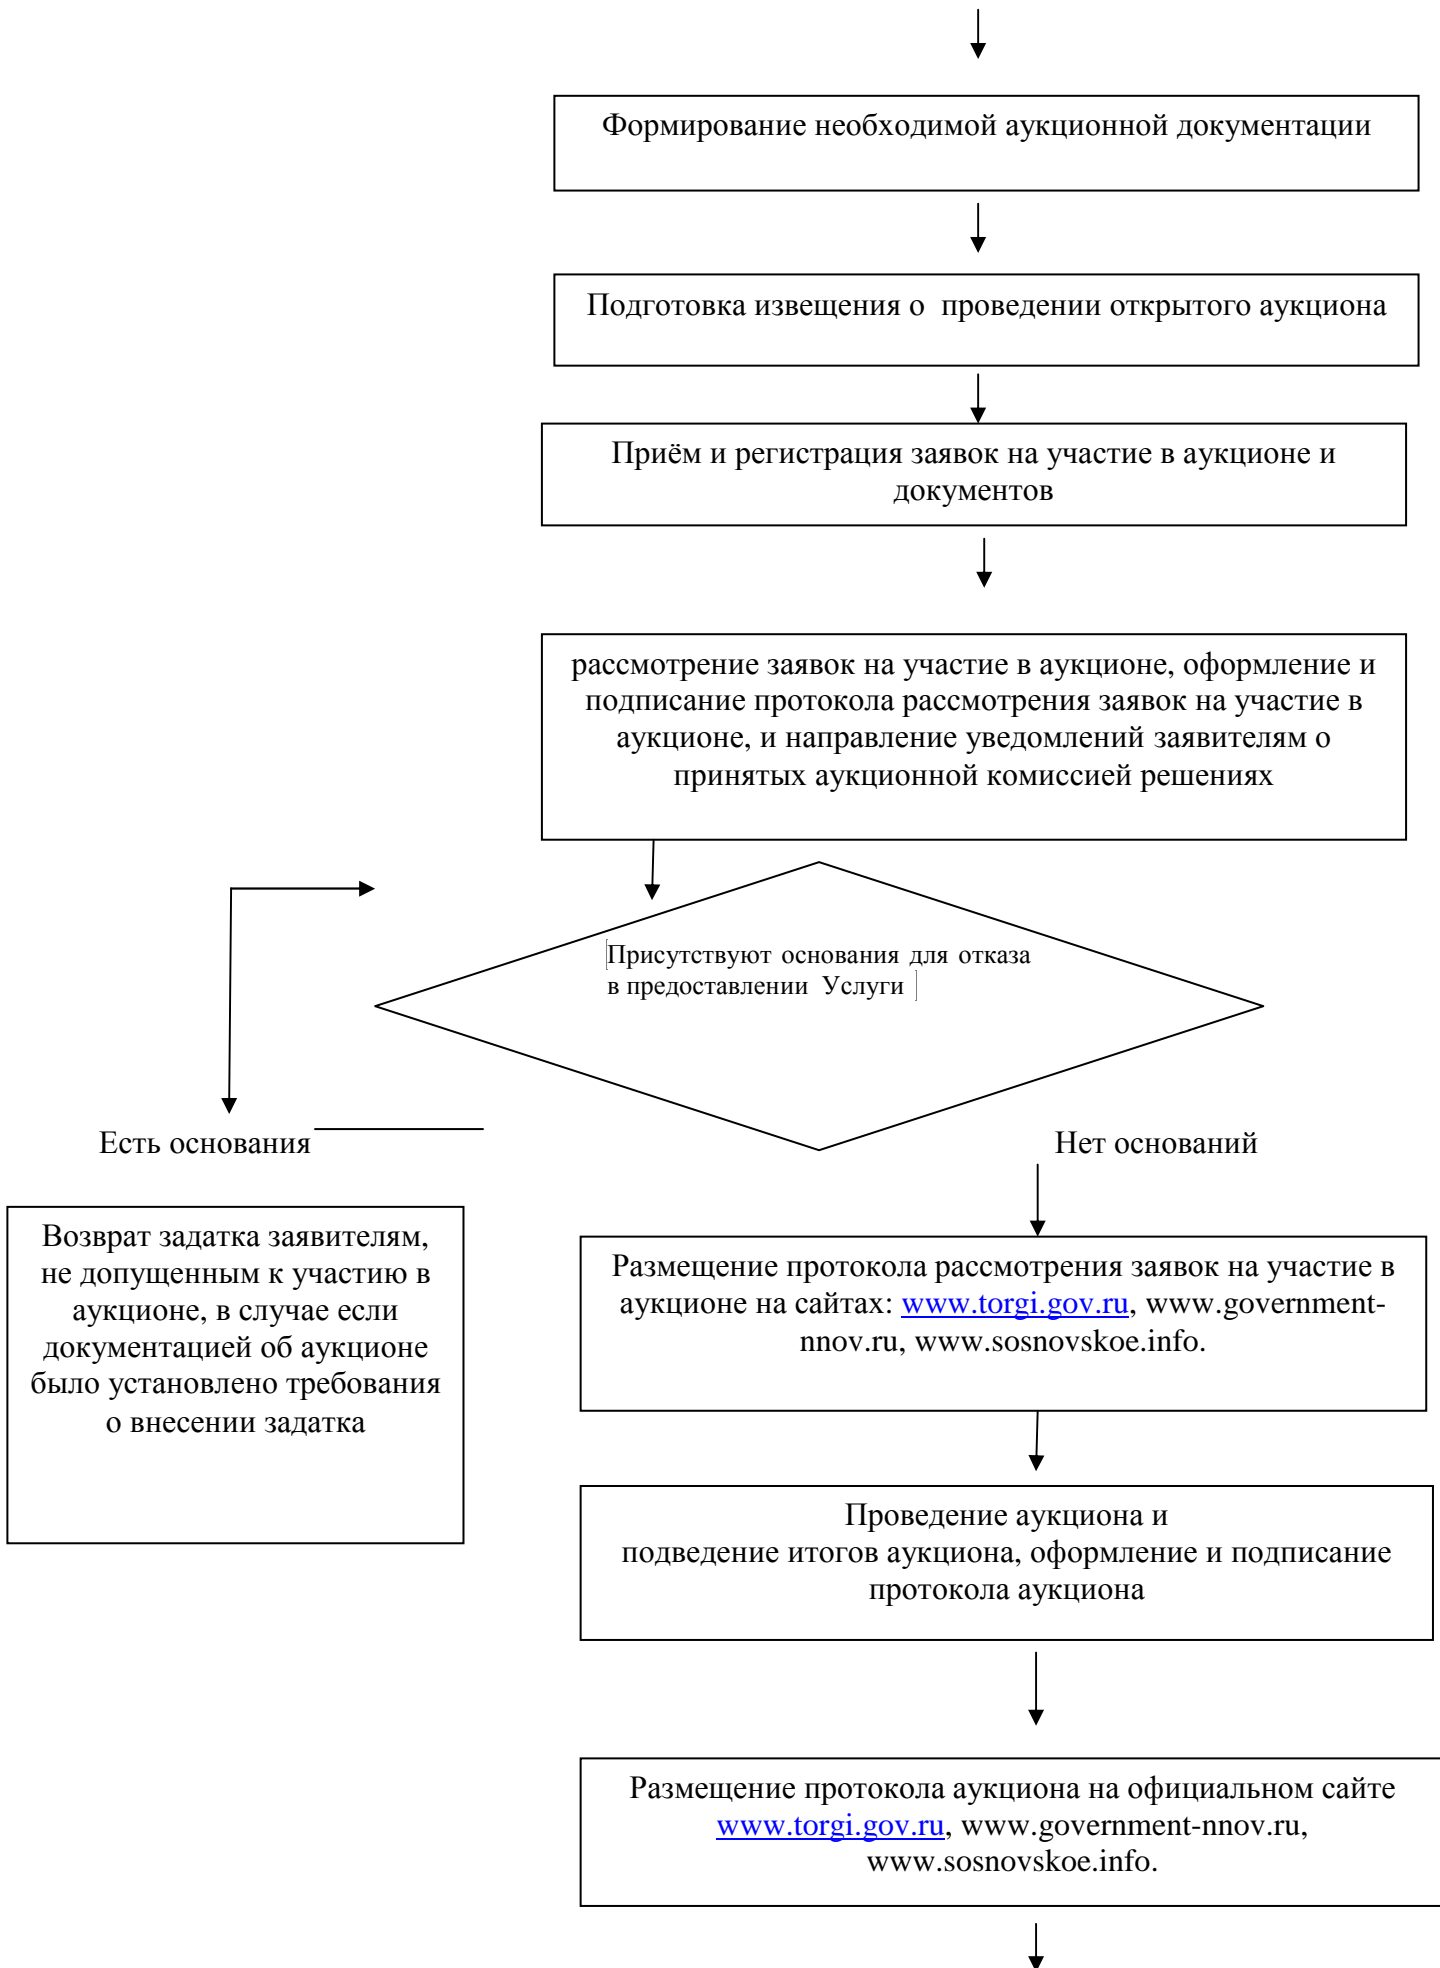 Формирование необходимой аукционной документации
Подготовка извещения о проведении открытого аукциона
Приём и регистрация заявок на участие в аукционе и
документов
рассмотрение заявок на участие в аукционе, оформление и
подписание протокола рассмотрения заявок на участие в
аукционе, и направление уведомлений заявителям о
принятых аукционной комиссией решениях
Присутствуют основания для отказа
в предоставлении Услуги
Есть основания
Нет оснований
Возврат задатка заявителям,
не допущенным к участию в
аукционе, в случае если
документацией об аукционе
было установлено требования
о внесении задатка
Размещение протокола рассмотрения заявок на участие в
аукционе на сайтах: www.torgi.gov.ru, www.government-
nnov.ru, www.sosnovskoe.info.
Проведение аукциона и
подведение итогов аукциона, оформление и подписание
протокола аукциона
Размещение протокола аукциона на официальном сайте
www.torgi.gov.ru, www.government-nnov.ru,
www.sosnovskoe.info.